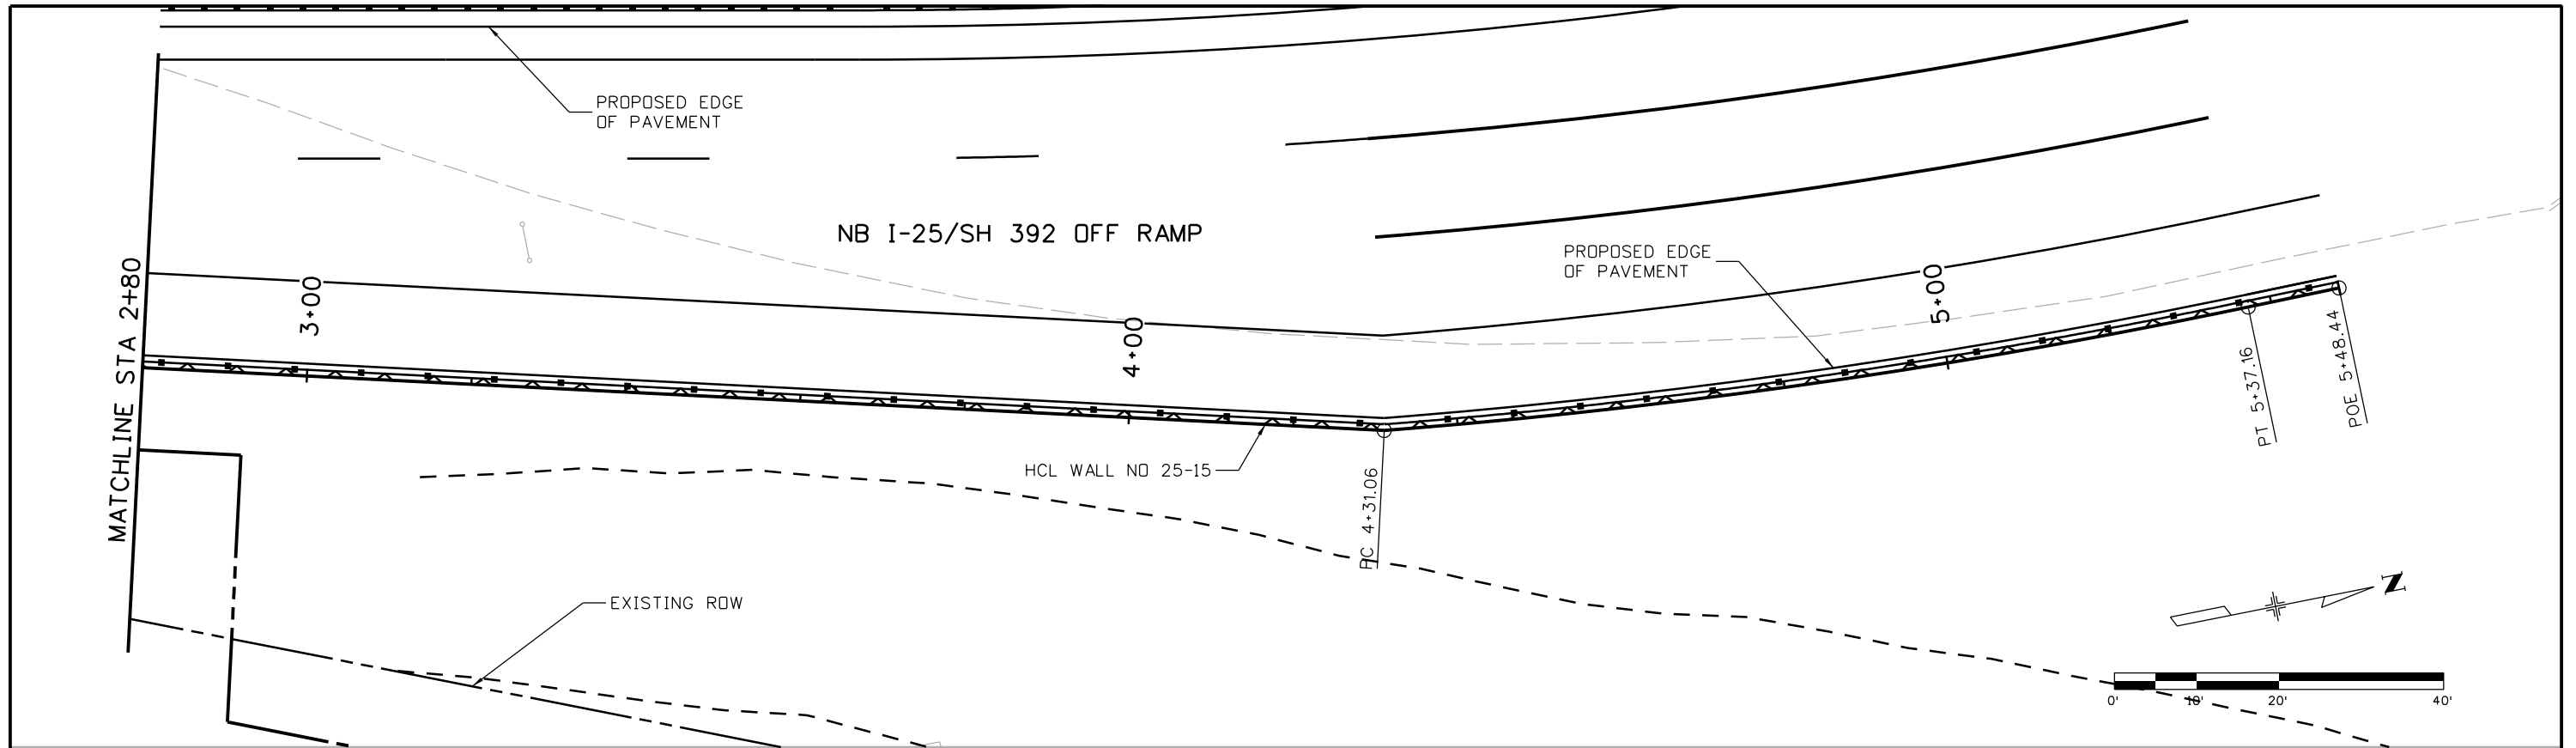 PROPOSED EDGE
OF PAVEMENT
NB I-25/SH 392 OFF RAMP
PROPOSED EDGE
OF PAVEMENT
MATCHLINE STA 2+80
3+00
4+00
5+00
PT 5+37.16
POE 5+48.44
HCL WALL NO 25-15
PC 4+31.06
EXISTING ROW
N
0' 10' 20' 40'